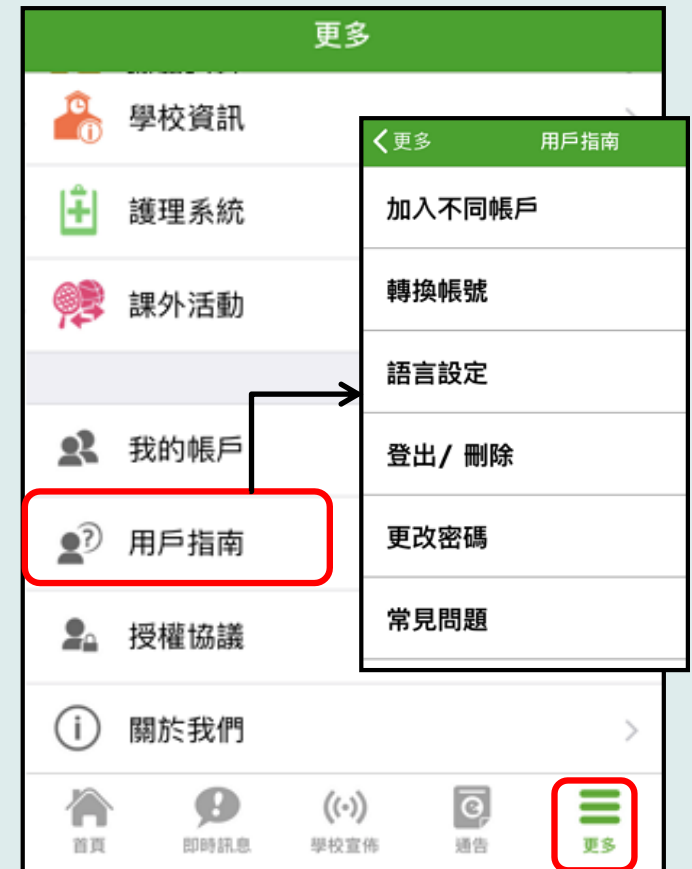 更多
學校資訊
護理系統
課外活動
我的帳戶
用戶指南
授權協議
關於我們
首頁
即時訊息
學校宣佈
通告
更多
更多
用戶指南
加入不同帳戶
轉換帳號
語言設定
登出/ 刪除
更改密碼
常見問題